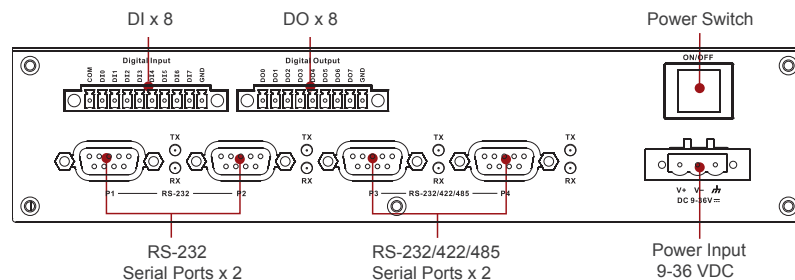 DI x 8
DO x 8
Power Switch
Digital Input
Digital Output
ON/OFF
COM
DI0
DI1
DI2
DI3
DI4
DI5
DI6
DI7
GND
DO0
DO1
DO2
DO3
DO4
DO5
DO6
DO7
GND
TX
TX
TX
TX
RX
RX
RX
RX
P1
RS-232
P2
P3
RS-232/422/485
P4
V+ V-
DC 9-36V
RS-232
Serial Ports x 2
RS-232/422/485
Serial Ports x 2
Power Input
9-36 VDC